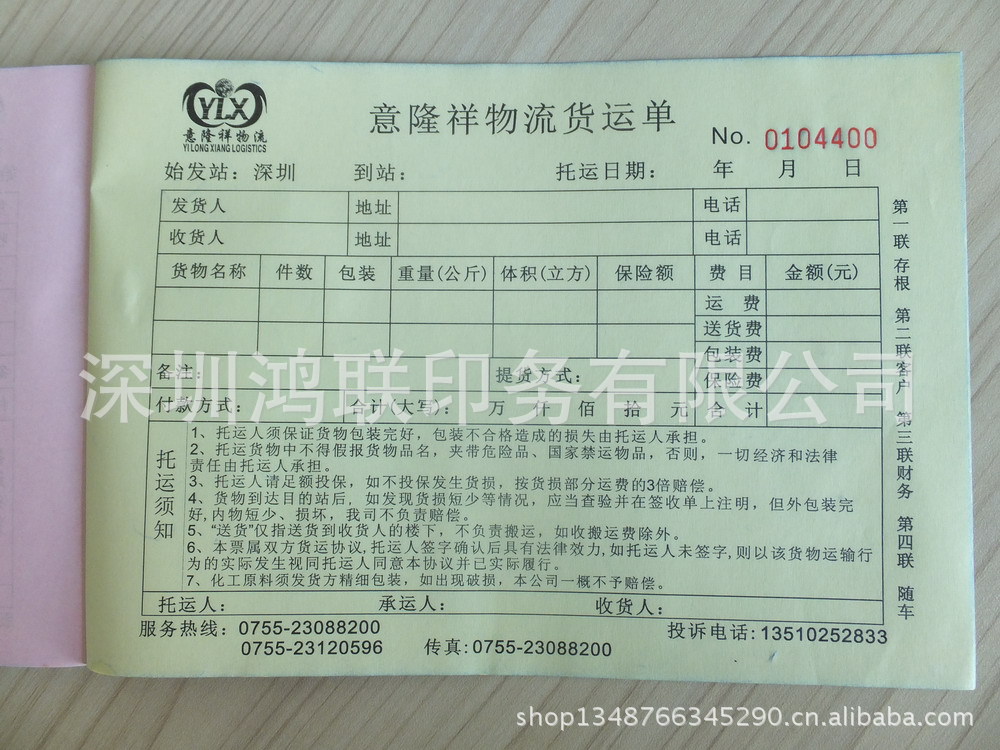 YLX
意隆祥物流
YI LONG XIANG LOGISTICS
意隆祥物流货运单
No. 0104400
始发站：深圳 到站： 托运日期： 年 月 日
发货人 地址 电话
收货人 地址 电话
货物名称 件数 包装 重量(公斤) 体积(立方) 保险额 费目 金额(元)
运费
送货费
包装费
备注： 提货方式： 保险费
付款方式： 合计(大写)： 万 仟 佰 拾 元 合计
托运须知
1、托运人须保证货物包装完好，包装不合格造成的损失由托运人承担。
2、托运货物中不得假报货物品名，夹带危险品、国家禁运物品，否则，一切经济和法律
责任由托运人承担。
3、托运人请足额投保，如不投保发生货损，按货损部分运费的3倍赔偿。
4、货物到达目的站后，如发现货损短少等情况，应当查验并在签收单上注明，但外包装完
好,内物短少、损坏，我司不负责赔偿。
5、“送货”仅指送货到收货人的楼下，不负责搬运，如收搬运费除外。
6、本票属双方货运协议,托运人签字确认后具有法律效力,如托运人未签字,则以该货物运输行
为的实际发生视同托运人同意本协议并已实际履行。
7、化工原料须发货方精细包装，如出现破损，本公司一概不予赔偿。
托运人： 承运人： 收货人：
服务热线：0755-23088200
0755-23120596 传真:0755-23088200
投诉电话:13510252833
第一联 存根 第二联客户 第三联财务 第四联 随车
深圳鸿联印务有限公司
shop1348766345290.cn.alibaba.com